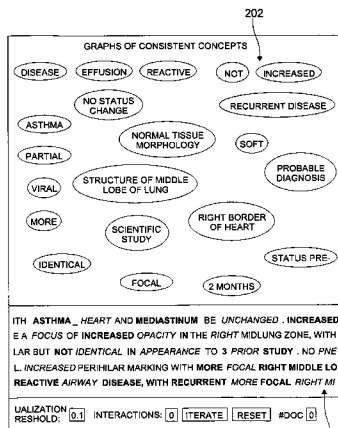 202
GRAPHS OF CONSISTENT CONCEPTS
DISEASE EFFUSION REACTIVE NOT INCREASED
NO STATUS CHANGE
RECURRENT DISEASE
ASTHMA
NORMAL TISSUE MORPHOLOGY
SOFT
PARTIAL
PROBABLE DIAGNOSIS
STRUCTURE OF MIDDLE LOBE OF LUNG
VIRAL
MORE
RIGHT BORDER OF HEART
SCIENTIFIC STUDY
STATUS PRE-
IDENTICAL
FOCAL
2 MONTHS
ITH ASTHMA_ HEART AND MEDIASTINUM BE UNCHANGED . INCREASED
E A FOCUS OF INCREASED OPACITY IN THE RIGHT MIDLUNG ZONE, WITH
LAR BUT NOT IDENTICAL IN APPEARANCE TO 3 PRIOR STUDY . NO PNE
L. INCREASED PERIHILAR MARKING WITH MORE FOCAL RIGHT MIDDLE LO
REACTIVE AIRWAY DISEASE, WITH RECURRENT MORE FOCAL RIGHT MI
UALIZATION
RESHOLD: 0.1 INTERACTIONS: 0 ITERATE RESET #DOC 0